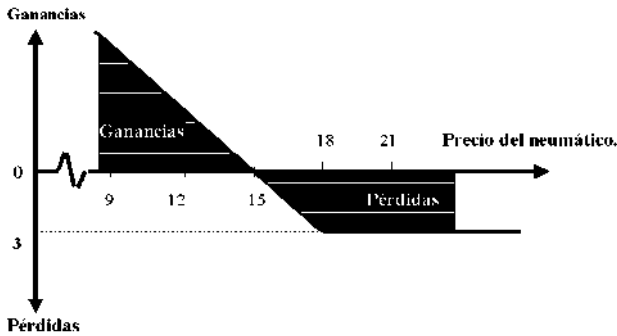 Ganancias
Ganancias
18 21 Precio del neumático.
0
9 12 15 Pérdidas
3
Pérdidas